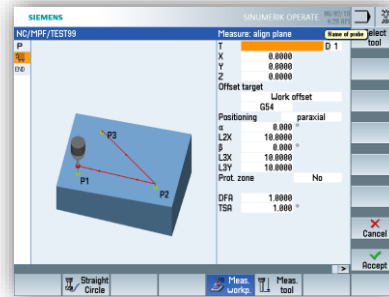 SIEMENS
SINUMERIK OPERATE
NC/MPF/TEST99
Measure: align plane
Name of probe
select tool
P
T D 1
X 0.0000
Y 0.0000
Z 0.0000
Offset target
Work offset
G54
Positioning paraxial
α 0.000 °
L2X 10.0000
β 0.000 °
L3X 10.0000
L3Y 10.0000
Prot. zone No
DFA 1.0000
TSA 1.000 °
END
P3
P1
P2
Cancel
Accept
>
Straight Circle
Meas. workp.
Meas. tool